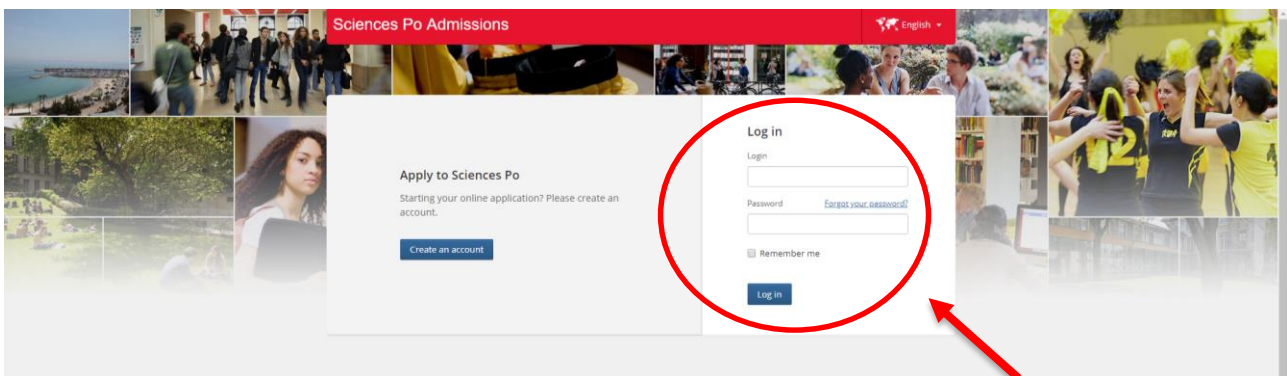 Sciences Po Admissions
English
Log in
Login
Apply to Sciences Po
Starting your online application? Please create an
account.
Password
Forgot your password?
Create an account
Remember me
Log in